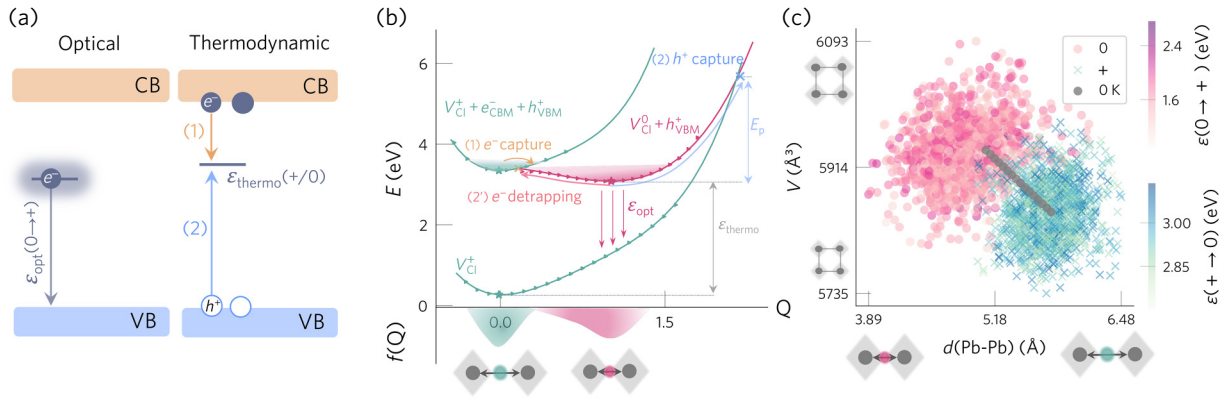 (a)
Optical
Thermodynamic
CB
CB
e⁻
e⁻
(1)
ε_thermo(+/0)
ε_opt(0→+)
(2)
h⁺
VB
VB
(b)
6
4
2
0
E (eV)
(2) h⁺ capture
V_Cl^+ + e⁻_CBM + h⁺_VBM
V_Cl^0 + h⁺_VBM
E_p
(1) e⁻ capture
(2') e⁻ detrapping
ε_opt
ε_thermo
V_Cl^+
0.0
1.5
Q
f(Q)
(c)
6093
5914
5735
V (Å³)
0
+
0 K
3.89
5.18
6.48
d(Pb-Pb) (Å)
2.4
1.6
ε(0→+) (eV)
3.00
2.85
ε(+ → 0) (eV)